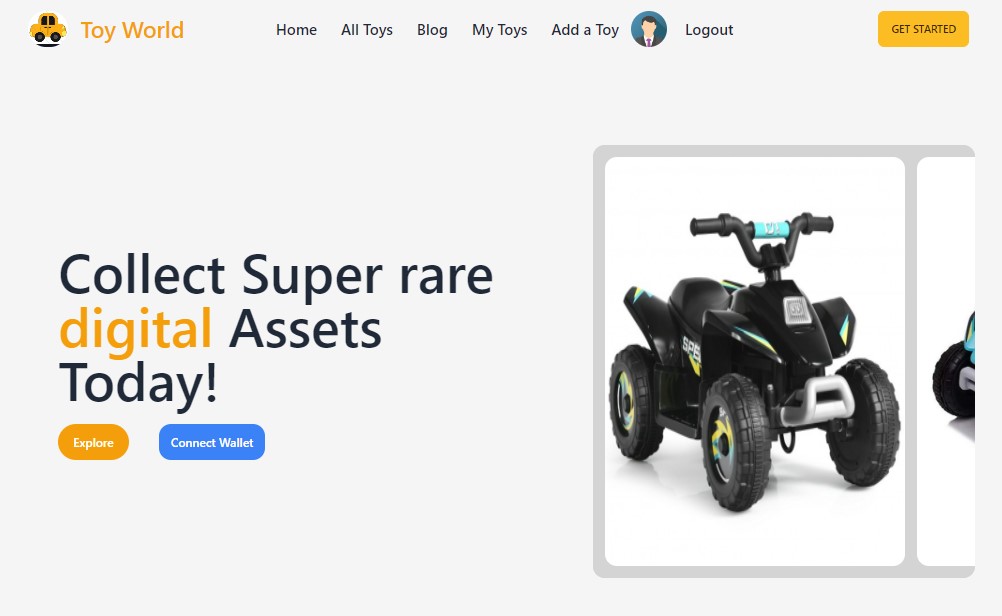 Toy World
Home All Toys Blog My Toys Add a Toy Logout
GET STARTED
Collect Super rare
digital Assets
Today!
Explore
Connect Wallet